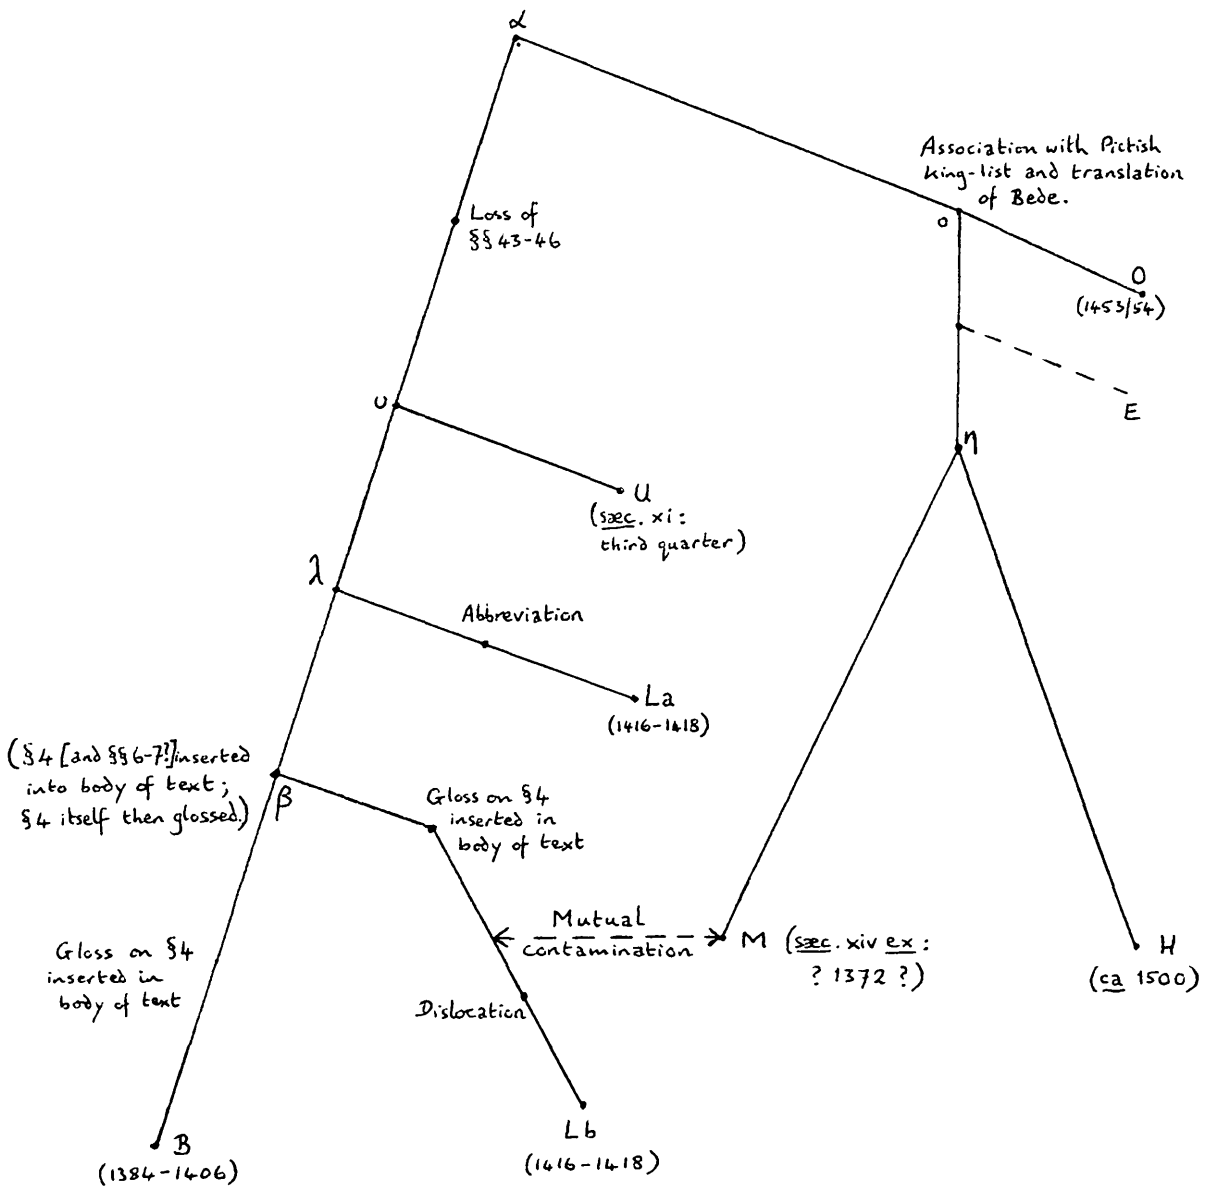 α
Association with Pictish
king-list and translation
of Bede.
Loss of
§§ 43-46
o
O
(1453/54)
E
υ
η
U
(sæc. xi:
third quarter)
λ
Abbreviation
La
(1416-1418)
(§4 [and §§6-7?] inserted
into body of text;
§4 itself then glossed.)
β
Gloss on §4
inserted in
body of text
Mutual
contamination
M (sæc. xiv ex:
? 1372 ?)
H
(ca 1500)
Gloss on §4
inserted in
body of text
Dislocation
Lb
(1416-1418)
B
(1384-1406)